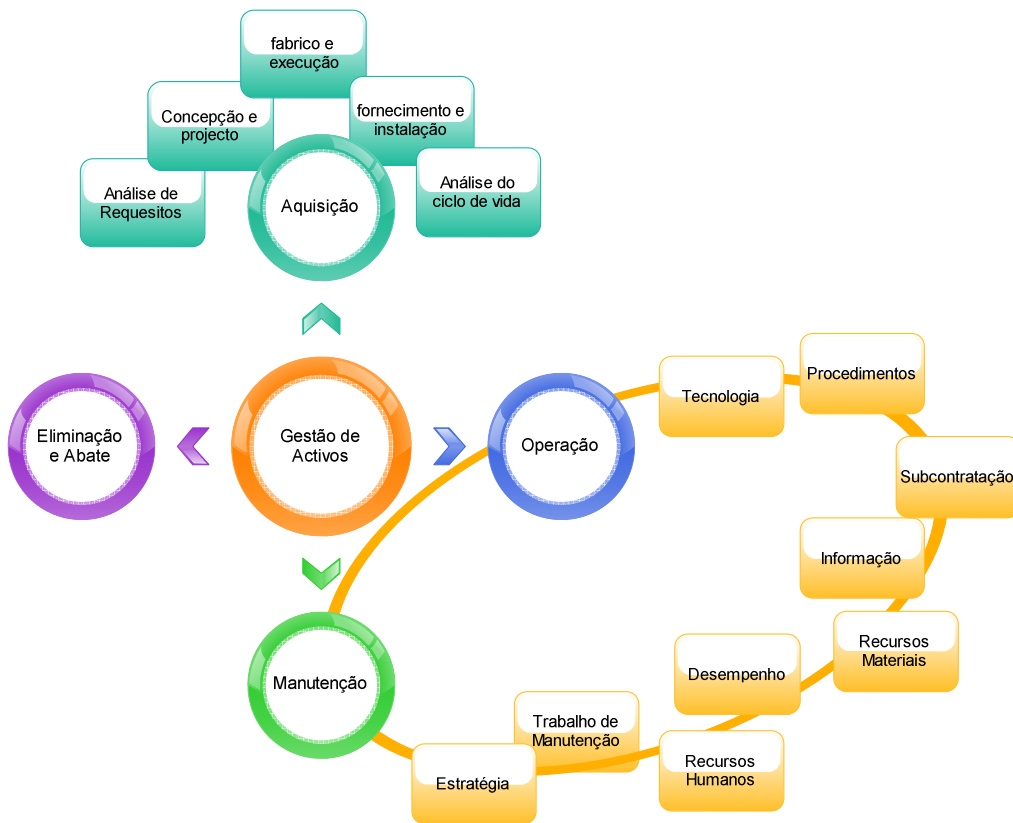 fabrico e
execução
Concepção e
projecto
fornecimento e
instalação
Análise de
Requesitos
Análise do
ciclo de vida
Aquisição
Eliminação
e Abate
Gestão de
Activos
Operação
Tecnologia
Procedimentos
Subcontratação
Informação
Recursos
Materiais
Desempenho
Manutenção
Trabalho de
Manutenção
Recursos
Humanos
Estratégia